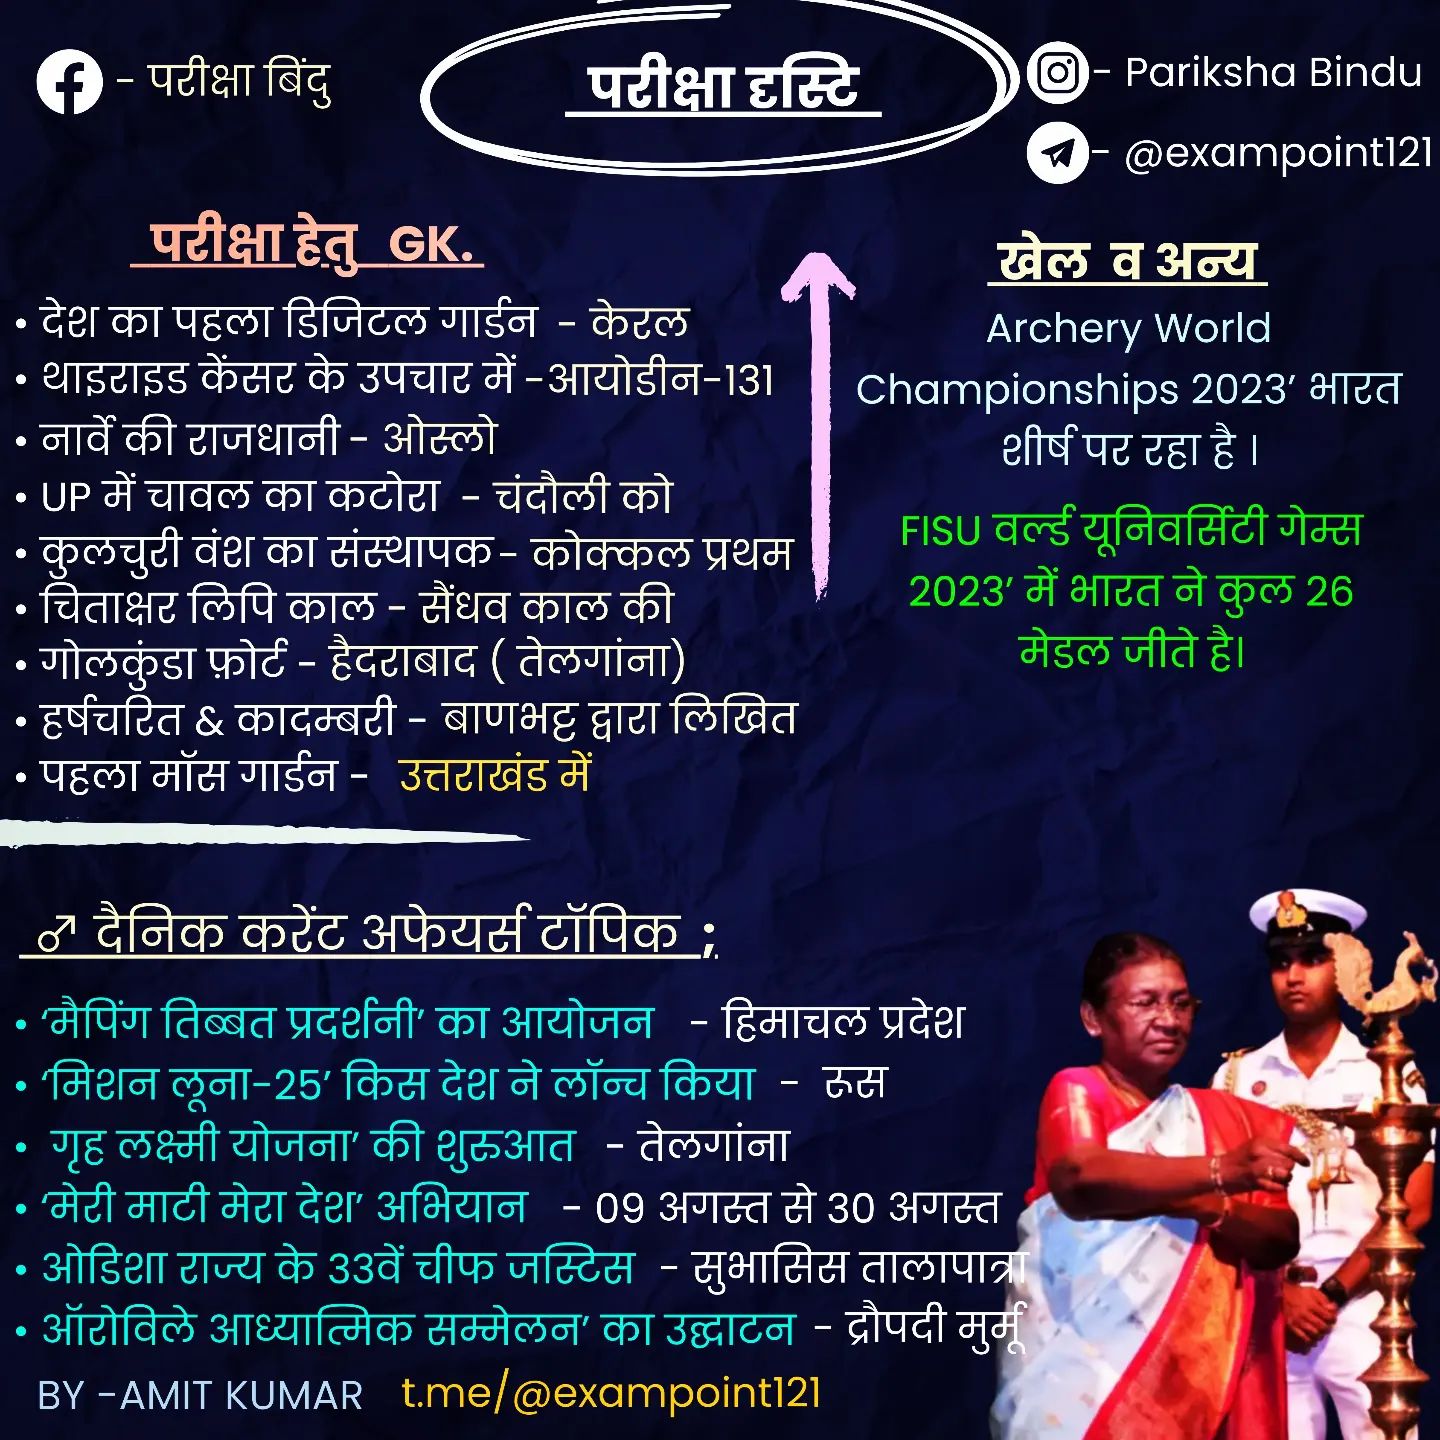 - परीक्षा बिंदु
परीक्षा दृस्टि
- Pariksha Bindu
- @exampoint121
परीक्षा हेतु GK.
• देश का पहला डिजिटल गार्डन - केरल
• थाइराइड केंसर के उपचार में -आयोडीन-131
• नार्वे की राजधानी - ओस्लो
• UP में चावल का कटोरा - चंदौली को
• कुलचुरी वंश का संस्थापक - कोक्कल प्रथम
• चिताक्षर लिपि काल - सैंधव काल की
• गोलकुंडा फ़ोर्ट - हैदराबाद ( तेलगांना)
• हर्षचरित & कादम्बरी - बाणभट्ट द्वारा लिखित
• पहला मॉस गार्डन - उत्तराखंड में
खेल व अन्य
Archery World
Championships 2023’ भारत
शीर्ष पर रहा है ।
FISU वर्ल्ड यूनिवर्सिटी गेम्स
2023’ में भारत ने कुल 26
मेडल जीते है।
♂ दैनिक करेंट अफेयर्स टॉपिक ;
• ‘मैपिंग तिब्बत प्रदर्शनी’ का आयोजन - हिमाचल प्रदेश
• ‘मिशन लूना-25’ किस देश ने लॉन्च किया - रूस
• गृह लक्ष्मी योजना’ की शुरुआत - तेलगांना
• ‘मेरी माटी मेरा देश’ अभियान - 09 अगस्त से 30 अगस्त
• ओडिशा राज्य के 33वें चीफ जस्टिस - सुभासिस तालापात्रा
• ऑरोविले आध्यात्मिक सम्मेलन’ का उद्घाटन - द्रौपदी मुर्मू
BY -AMIT KUMAR t.me/@exampoint121